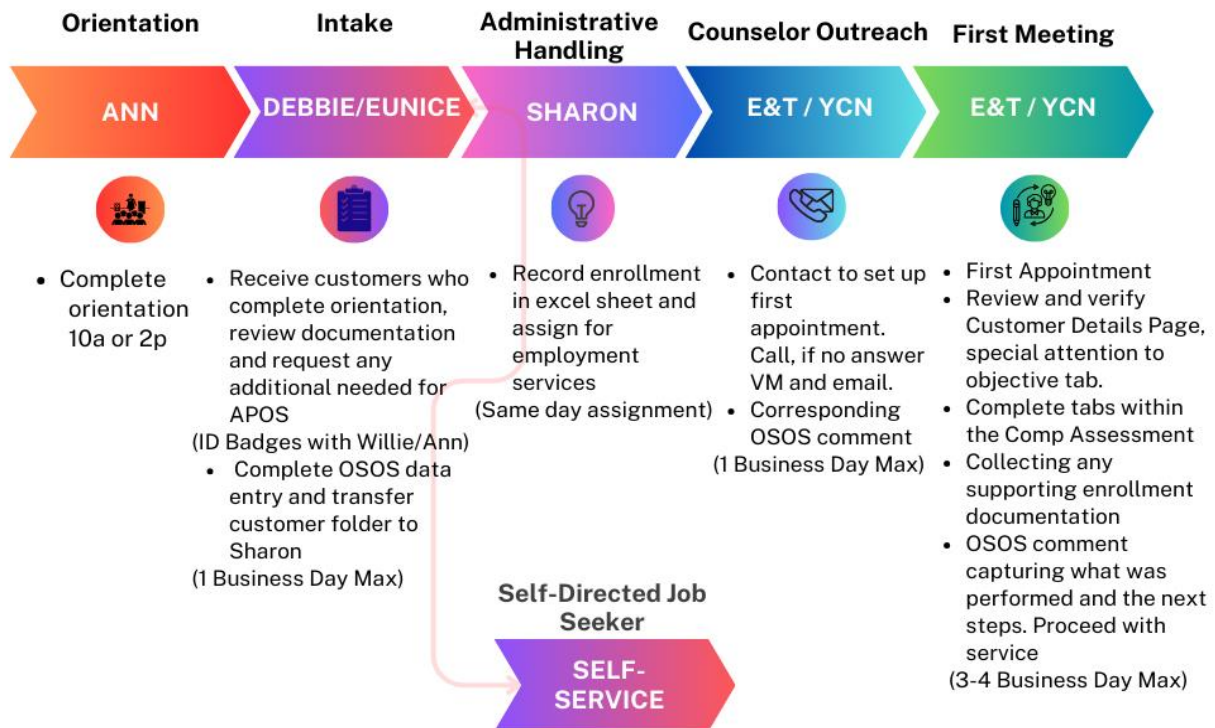 Orientation
Intake
Administrative
Handling
Counselor Outreach
First Meeting
ANN
DEBBIE/EUNICE
SHARON
E&T / YCN
E&T / YCN
• Complete
orientation
10a or 2p
• Receive customers who
complete orientation,
review documentation
and request any
additional needed for
APOS
(ID Badges with Willie/Ann)
• Complete OSOS data
entry and transfer
customer folder to
Sharon
(1 Business Day Max)
• Record enrollment
in excel sheet and
assign for
employment
services
(Same day assignment)
• Contact to set up
first
appointment.
Call, if no answer
VM and email.
• Corresponding
OSOS comment
(1 Business Day Max)
• First Appointment
• Review and verify
Customer Details Page,
special attention to
objective tab.
• Complete tabs within
the Comp Assessment
• Collecting any
supporting enrollment
documentation
• OSOS comment
capturing what was
performed and the next
steps. Proceed with
service
(3-4 Business Day Max)
Self-Directed Job
Seeker
SELF-
SERVICE